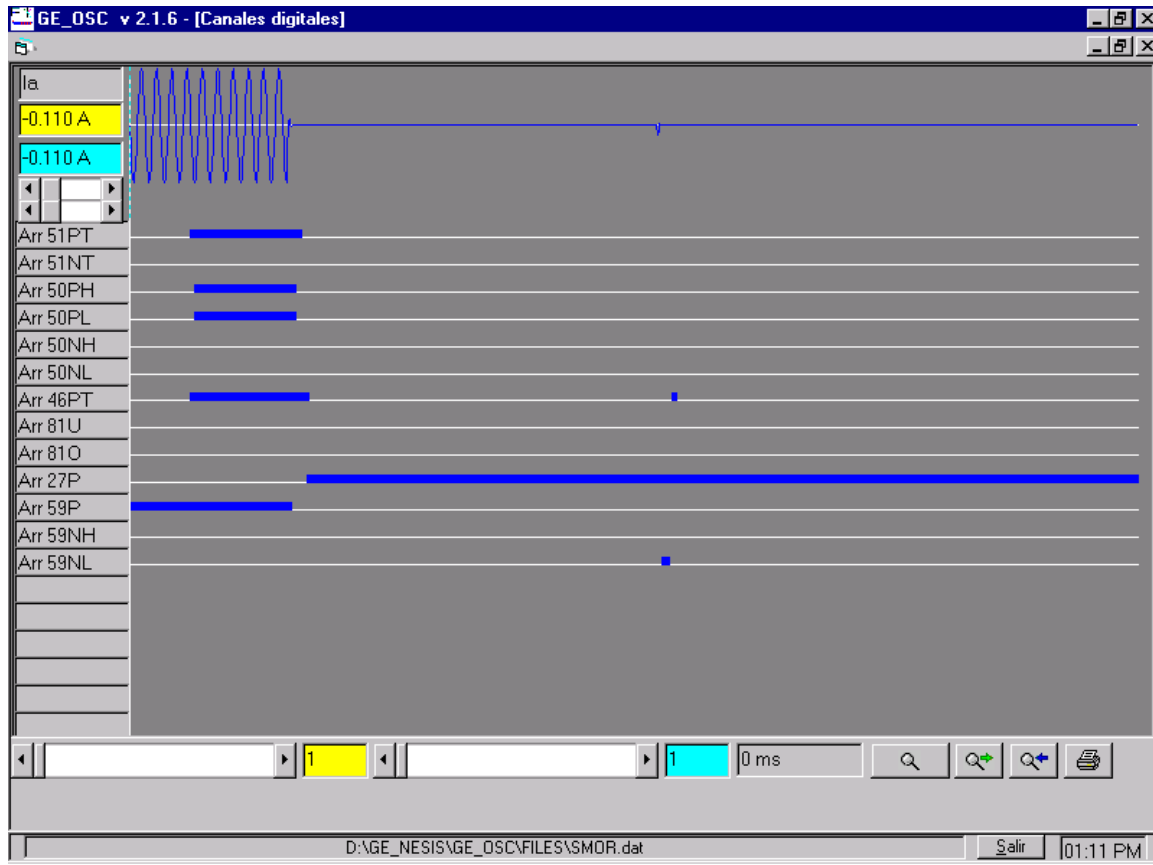 GE_OSC v 2.1.6 - [Canales digitales]
Ia
-0.110 A
-0.110 A
Arr 51PT
Arr 51NT
Arr 50PH
Arr 50PL
Arr 50NH
Arr 50NL
Arr 46PT
Arr 81U
Arr 81O
Arr 27P
Arr 59P
Arr 59NH
Arr 59NL
1
1
0 ms
D:\GE_NESIS\GE_OSC\FILES\SMOR.dat
Salir
01:11 PM